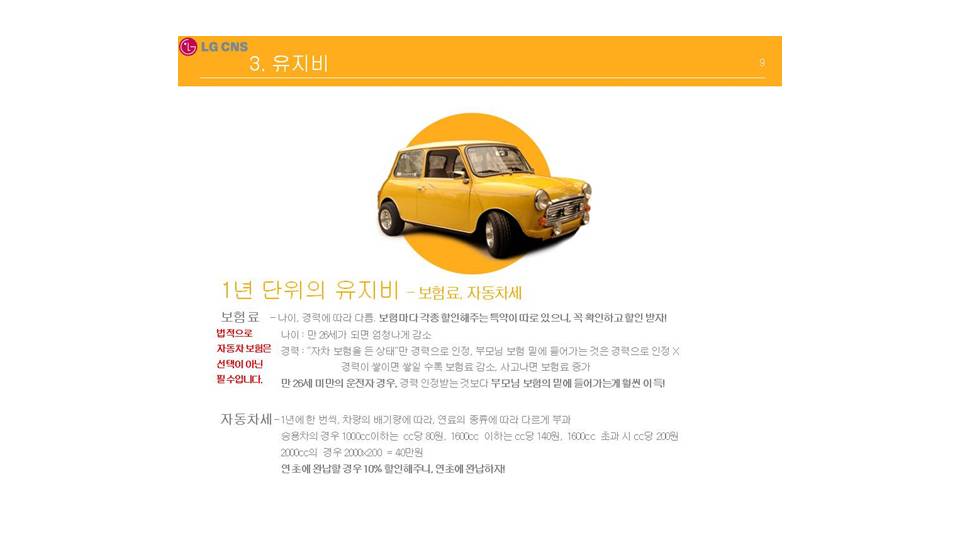 LG CNS
3. 유지비
9
1년 단위의 유지비 – 보험료, 자동차세
보험료 – 나이, 경력에 따라 다름. 보험마다 각종 할인해주는 특약이 따로 있으니, 꼭 확인하고 할인 받자!
법적으로
자동차 보험은
선택이 아닌
필수입니다.
나이 : 만 26세가 되면 엄청나게 감소
경력 : "자차 보험을 든 상태"만 경력으로 인정, 부모님 보험 밑에 들어가는 것은 경력으로 인정 X
경력이 쌓이면 쌓일 수록 보험료 감소, 사고나면 보험료 증가
만 26세 미만의 운전자 경우, 경력 인정받는 것보다 부모님 보험의 밑에 들어가는게 훨씬 이득!
자동차세 – 1년에 한 번씩, 차량의 배기량에 따라, 연료의 종류에 따라 다르게 부과
승용차의 경우 1000cc이하는 cc당 80원, 1600cc 이하는 cc당 140원, 1600cc 초과 시 cc당 200원
2000cc의 경우 2000x200 = 40만원
연초에 완납할 경우 10% 할인해주니, 연초에 완납하자!